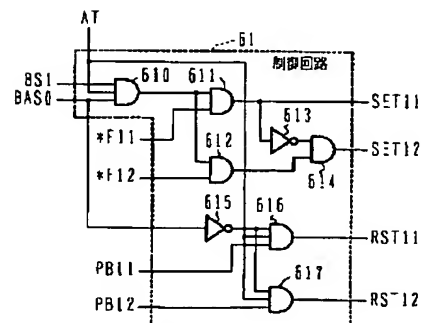 AT
61
制御回路
BS1
610
611
BAS0
SET11
613
*F11
612
SET12
*F12
614
615
616
PB11
RST11
617
PB12
RST12